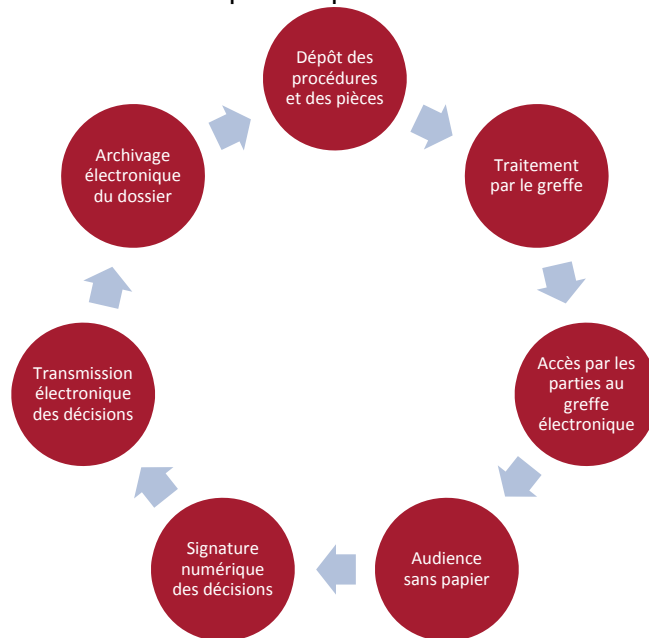 Dépôt des
procédures
et des pièces
Traitement
par le greffe
Accès par les
parties au
greffe
électronique
Audience
sans papier
Signature
numérique
des décisions
Transmission
électronique
des décisions
Archivage
électronique
du dossier